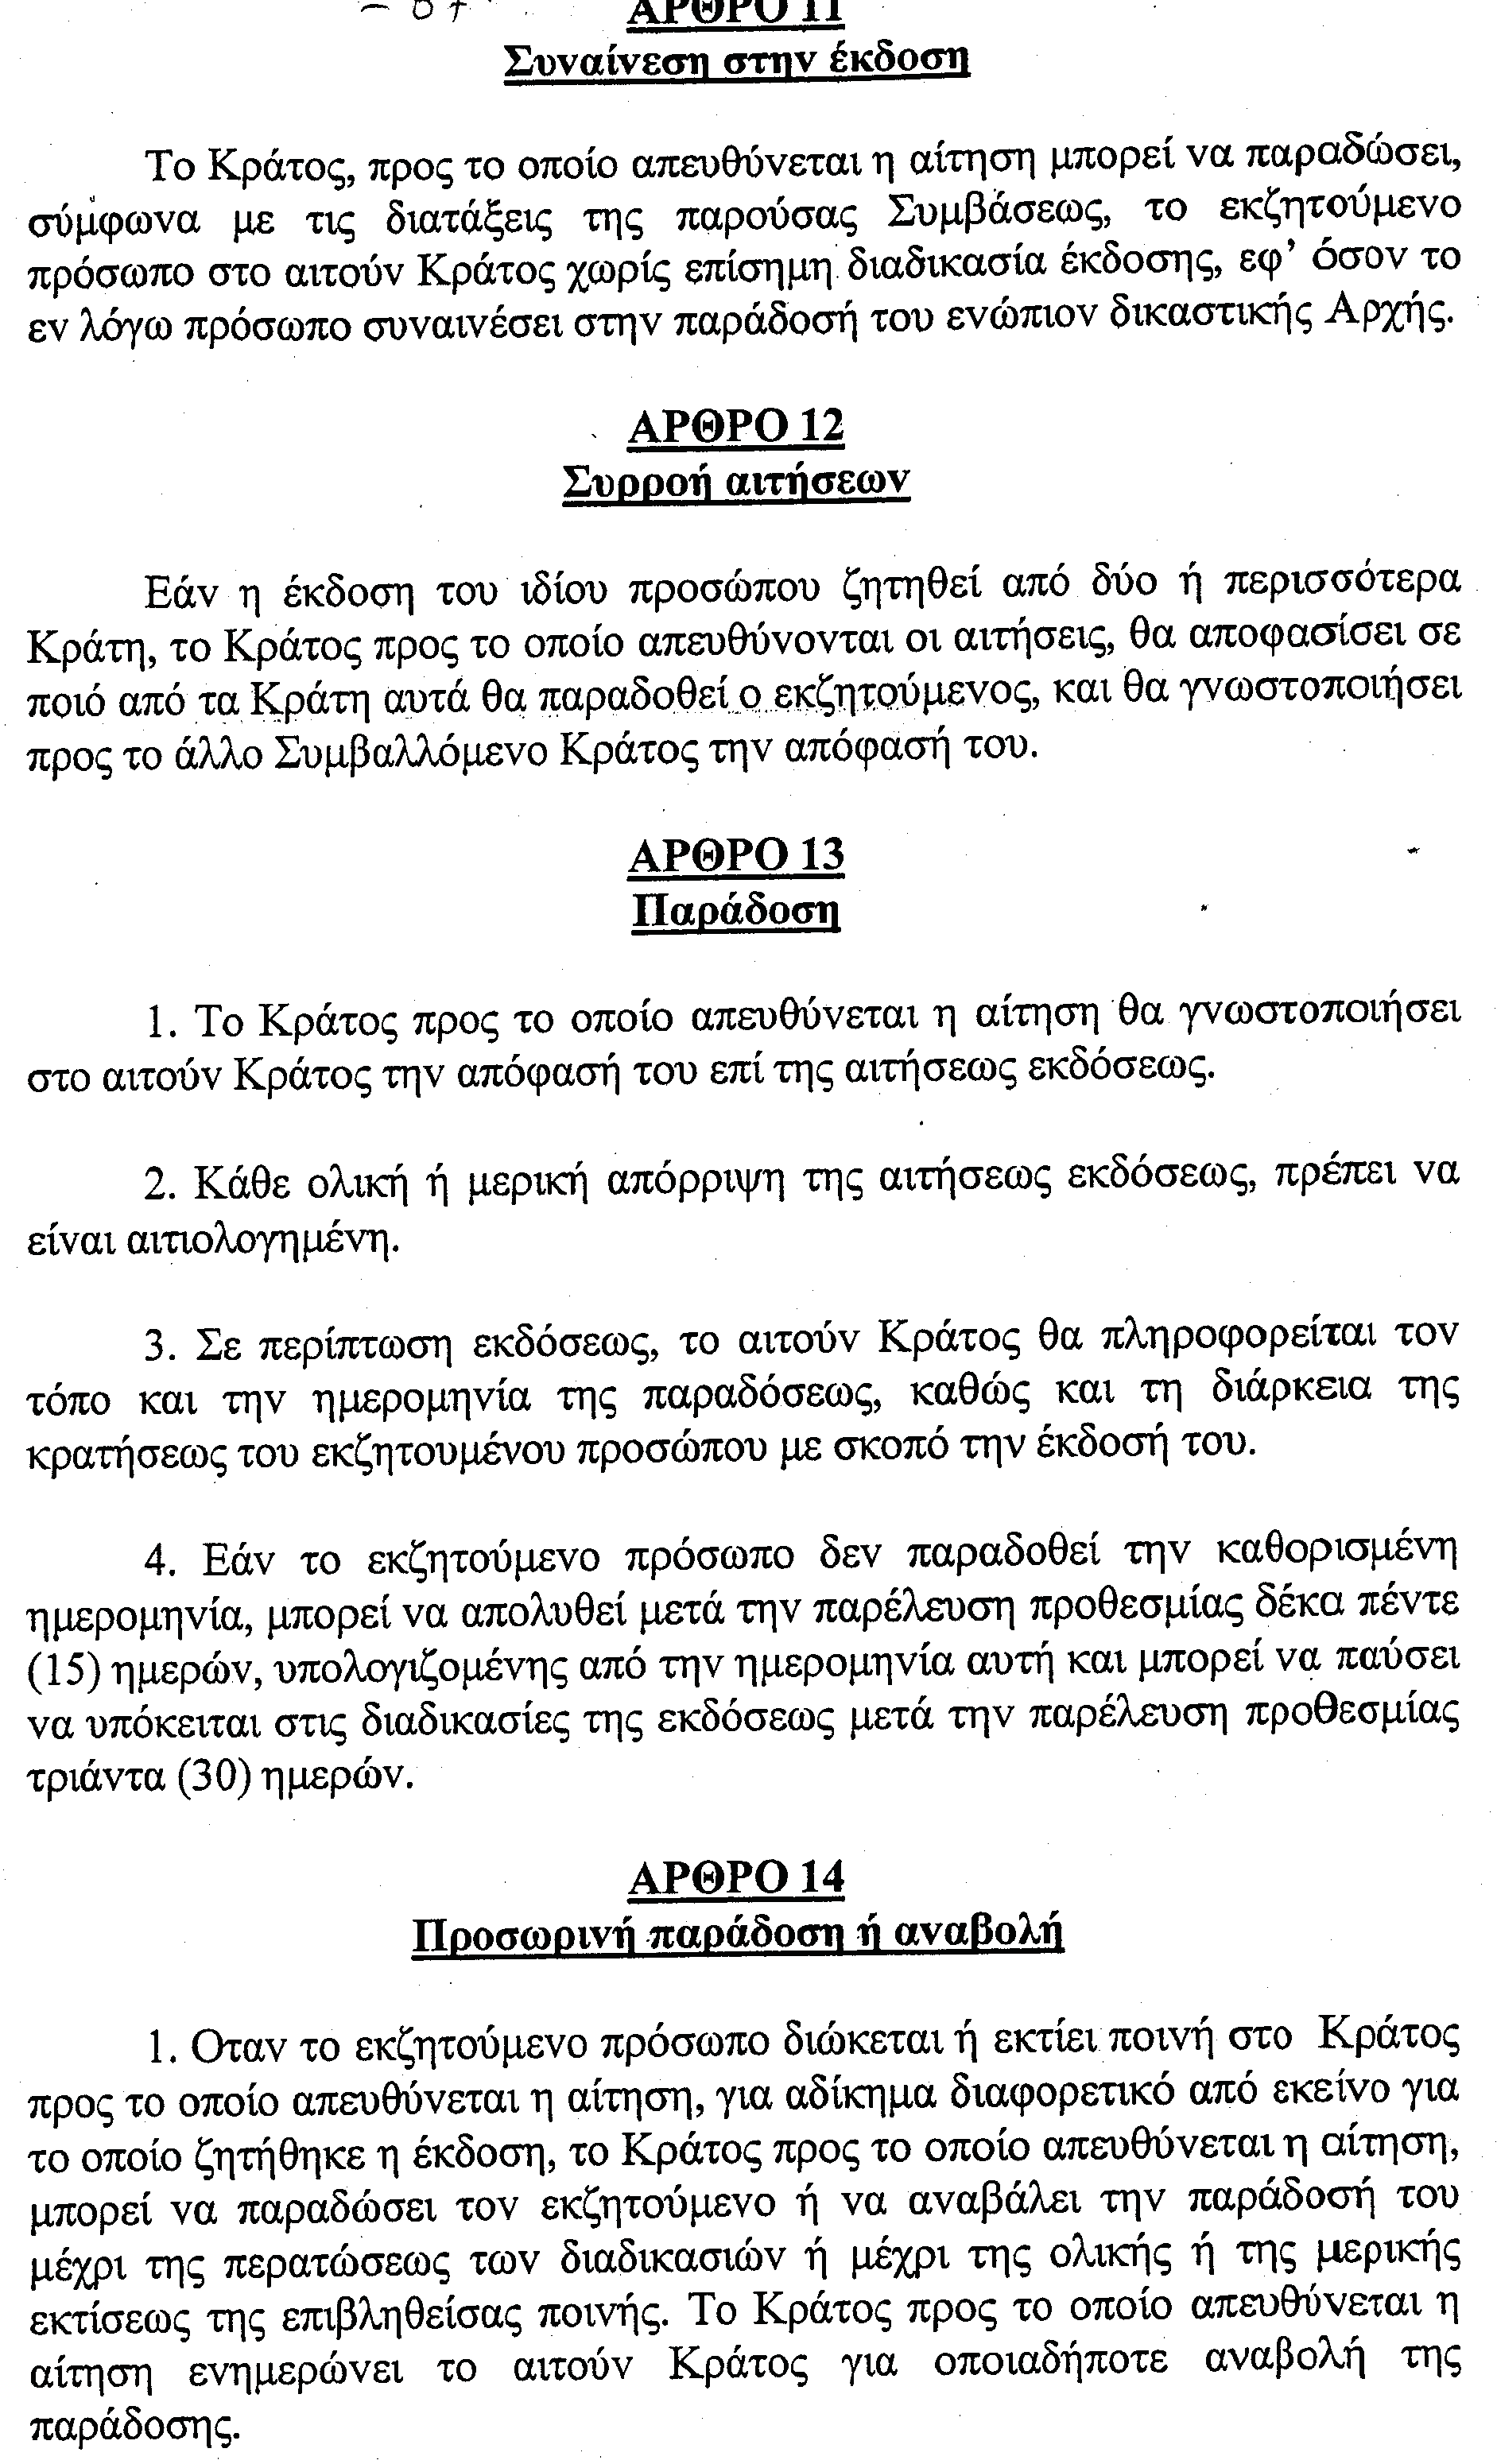 ΑΡΘΡΟ 11
Συναίνεση στην έκδοση
Το Κράτος, προς το οποίο απευθύνεται η αίτηση μπορεί να παραδώσει,
σύμφωνα με τις διατάξεις της παρούσας Συμβάσεως, το εκζητούμενο
πρόσωπο στο αιτούν Κράτος χωρίς επίσημη διαδικασία έκδοσης, εφ’ όσον το
εν λόγω πρόσωπο συναινέσει στην παράδοσή του ενώπιον δικαστικής Αρχής.
ΑΡΘΡΟ 12
Συρροή αιτήσεων
Εάν η έκδοση του ιδίου προσώπου ζητηθεί από δύο ή περισσότερα
Κράτη, το Κράτος προς το οποίο απευθύνονται οι αιτήσεις, θα αποφασίσει σε
ποιό από τα Κράτη αυτά θα παραδοθεί ο εκζητούμενος, και θα γνωστοποιήσει
προς το άλλο Συμβαλλόμενο Κράτος την απόφασή του.
ΑΡΘΡΟ 13
Παράδοση
1. Το Κράτος προς το οποίο απευθύνεται η αίτηση θα γνωστοποιήσει
στο αιτούν Κράτος την απόφασή του επί της αιτήσεως εκδόσεως.
2. Κάθε ολική ή μερική απόρριψη της αιτήσεως εκδόσεως, πρέπει να
είναι αιτιολογημένη.
3. Σε περίπτωση εκδόσεως, το αιτούν Κράτος θα πληροφορείται τον
τόπο και την ημερομηνία της παραδόσεως, καθώς και τη διάρκεια της
κρατήσεως του εκζητουμένου προσώπου με σκοπό την έκδοσή του.
4. Εάν το εκζητούμενο πρόσωπο δεν παραδοθεί την καθορισμένη
ημερομηνία, μπορεί να απολυθεί μετά την παρέλευση προθεσμίας δέκα πέντε
(15) ημερών, υπολογιζομένης από την ημερομηνία αυτή και μπορεί να παύσει
να υπόκειται στις διαδικασίες της εκδόσεως μετά την παρέλευση προθεσμίας
τριάντα (30) ημερών.
ΑΡΘΡΟ 14
Προσωρινή παράδοση ή αναβολή
1. Οταν το εκζητούμενο πρόσωπο διώκεται ή εκτίει ποινή στο Κράτος
προς το οποίο απευθύνεται η αίτηση, για αδίκημα διαφορετικό από εκείνο για
το οποίο ζητήθηκε η έκδοση, το Κράτος προς το οποίο απευθύνεται η αίτηση,
μπορεί να παραδώσει τον εκζητούμενο ή να αναβάλει την παράδοσή του
μέχρι της περατώσεως των διαδικασιών ή μέχρι της ολικής ή της μερικής
εκτίσεως της επιβληθείσας ποινής. Το Κράτος προς το οποίο απευθύνεται η
αίτηση ενημερώνει το αιτούν Κράτος για οποιαδήποτε αναβολή της
παράδοσης.